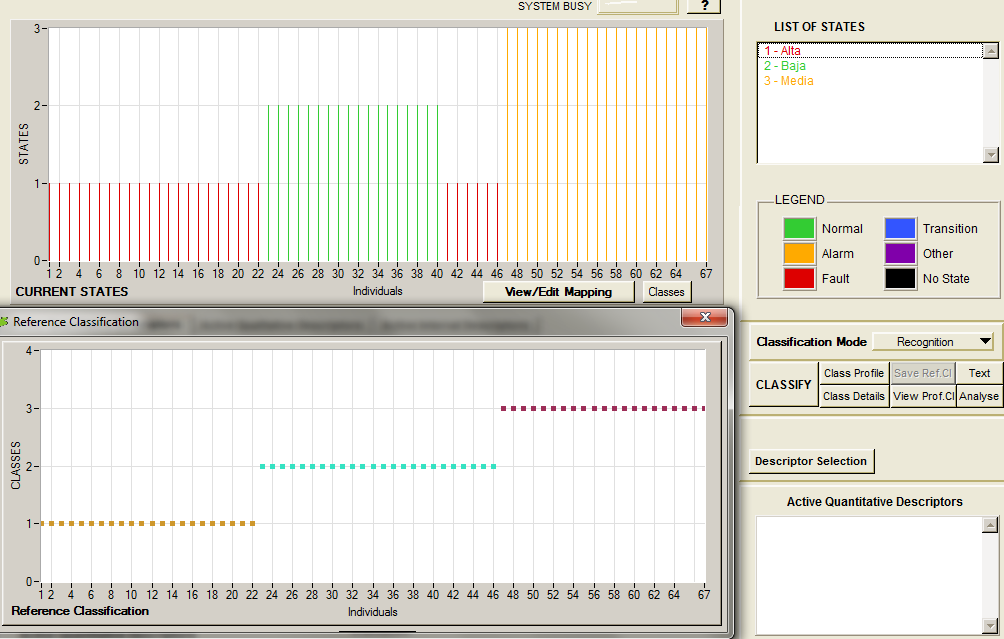 SYSTEM BUSY
?
3
2
1
0
STATES
1 2 4 6 8 10 12 14 16 18 20 22 24 26 28 30 32 34 36 38 40 42 44 46 48 50 52 54 56 58 60 62 64 67
CURRENT STATES
Individuals
View/Edit Mapping
Classes
LIST OF STATES
1 - Alta
2 - Baja
3 - Media
LEGEND
Normal Transition
Alarm Other
Fault No State
Classification Mode Recognition
CLASSIFY
Class Profile Save Ref.Cl Text
Class Details View Prof.Cl Analyse
Descriptor Selection
Active Quantitative Descriptors
Reference Classification
X
4
3
2
1
0
CLASSES
1 2 4 6 8 10 12 14 16 18 20 22 24 26 28 30 32 34 36 38 40 42 44 46 48 50 52 54 56 58 60 62 64 67
Reference Classification
Individuals